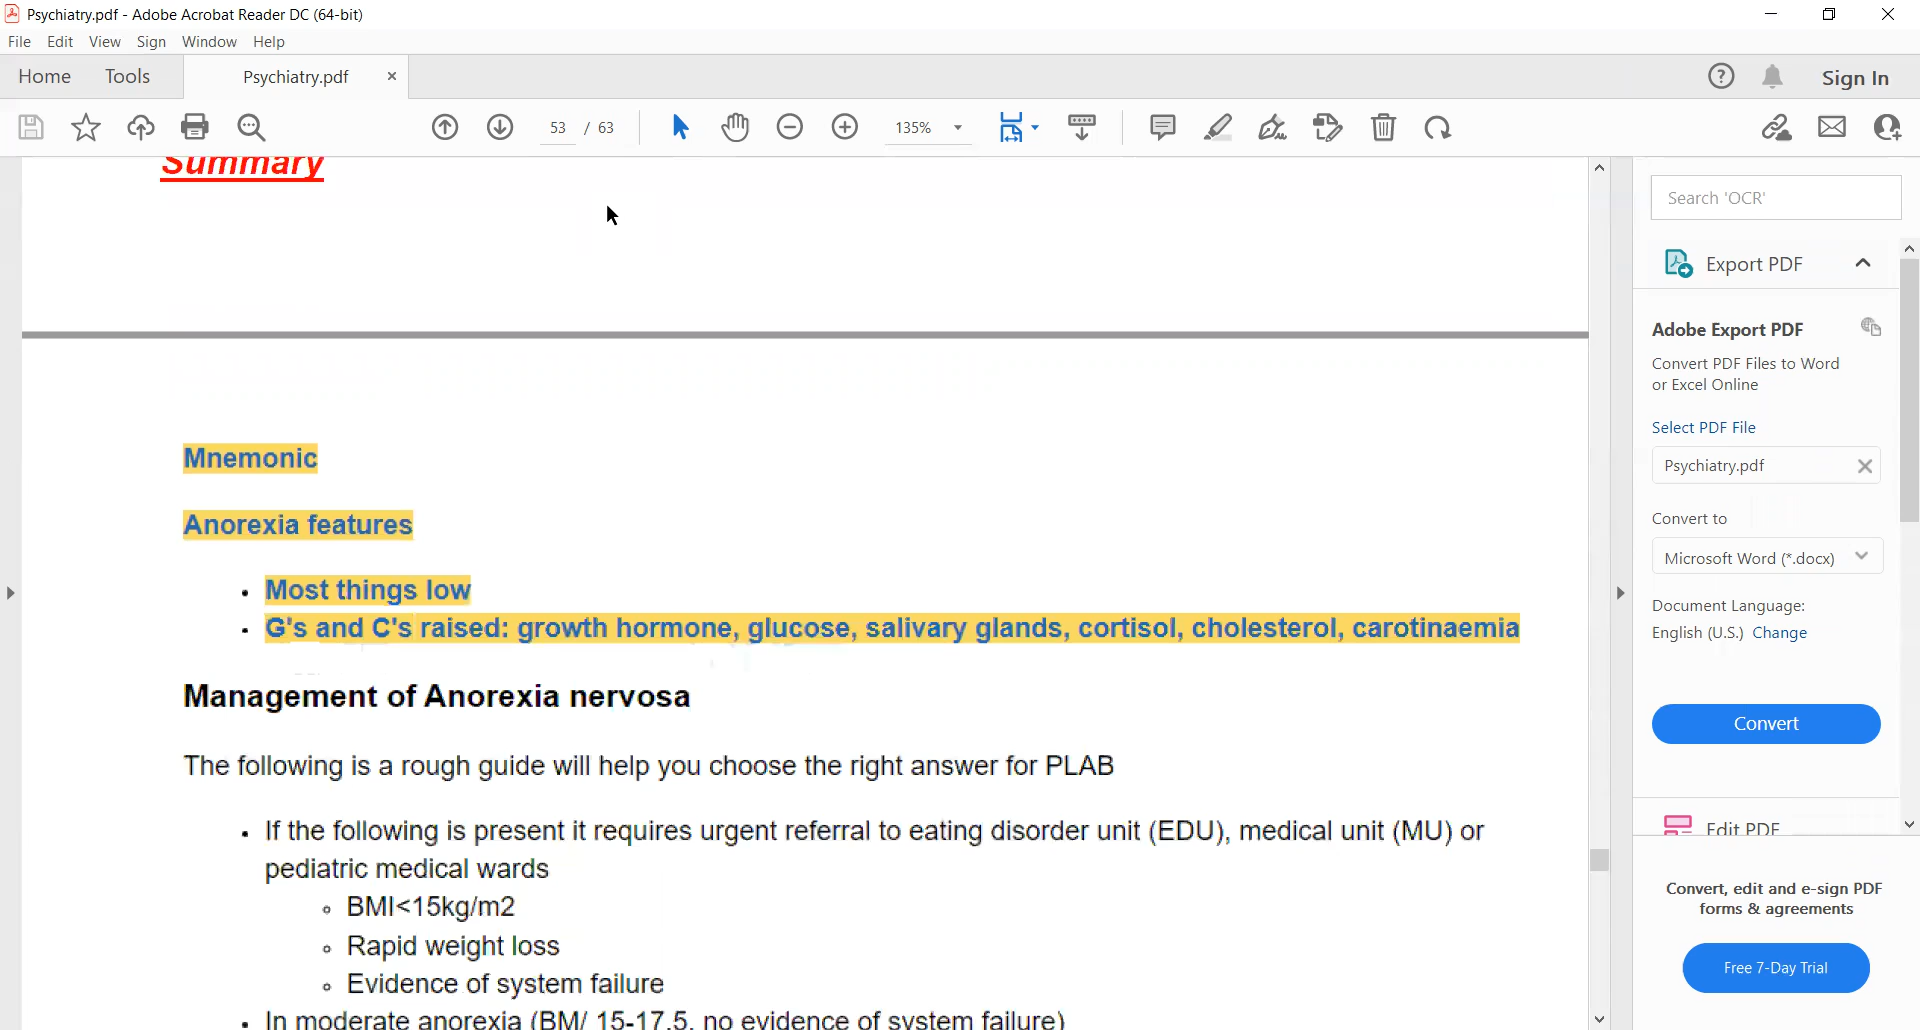 Psychiatry.pdf - Adobe Acrobat Reader DC (64-bit)
File Edit View Sign Window Help
Home Tools Psychiatry.pdf Sign In
53 / 63 135%
Summary
Mnemonic
Anorexia features
• Most things low
• G's and C's raised: growth hormone, glucose, salivary glands, cortisol, cholesterol, carotinaemia
Management of Anorexia nervosa
The following is a rough guide will help you choose the right answer for PLAB
• If the following is present it requires urgent referral to eating disorder unit (EDU), medical unit (MU) or
pediatric medical wards
◦ BMI<15kg/m2
◦ Rapid weight loss
◦ Evidence of system failure
• In moderate anorexia (BM/ 15-17.5, no evidence of system failure)
Search 'OCR'
Export PDF
Adobe Export PDF
Convert PDF Files to Word
or Excel Online
Select PDF File
Psychiatry.pdf
Convert to
Microsoft Word (*.docx)
Document Language:
English (U.S.) Change
Convert
Edit PDF
Convert, edit and e-sign PDF
forms & agreements
Free 7-Day Trial